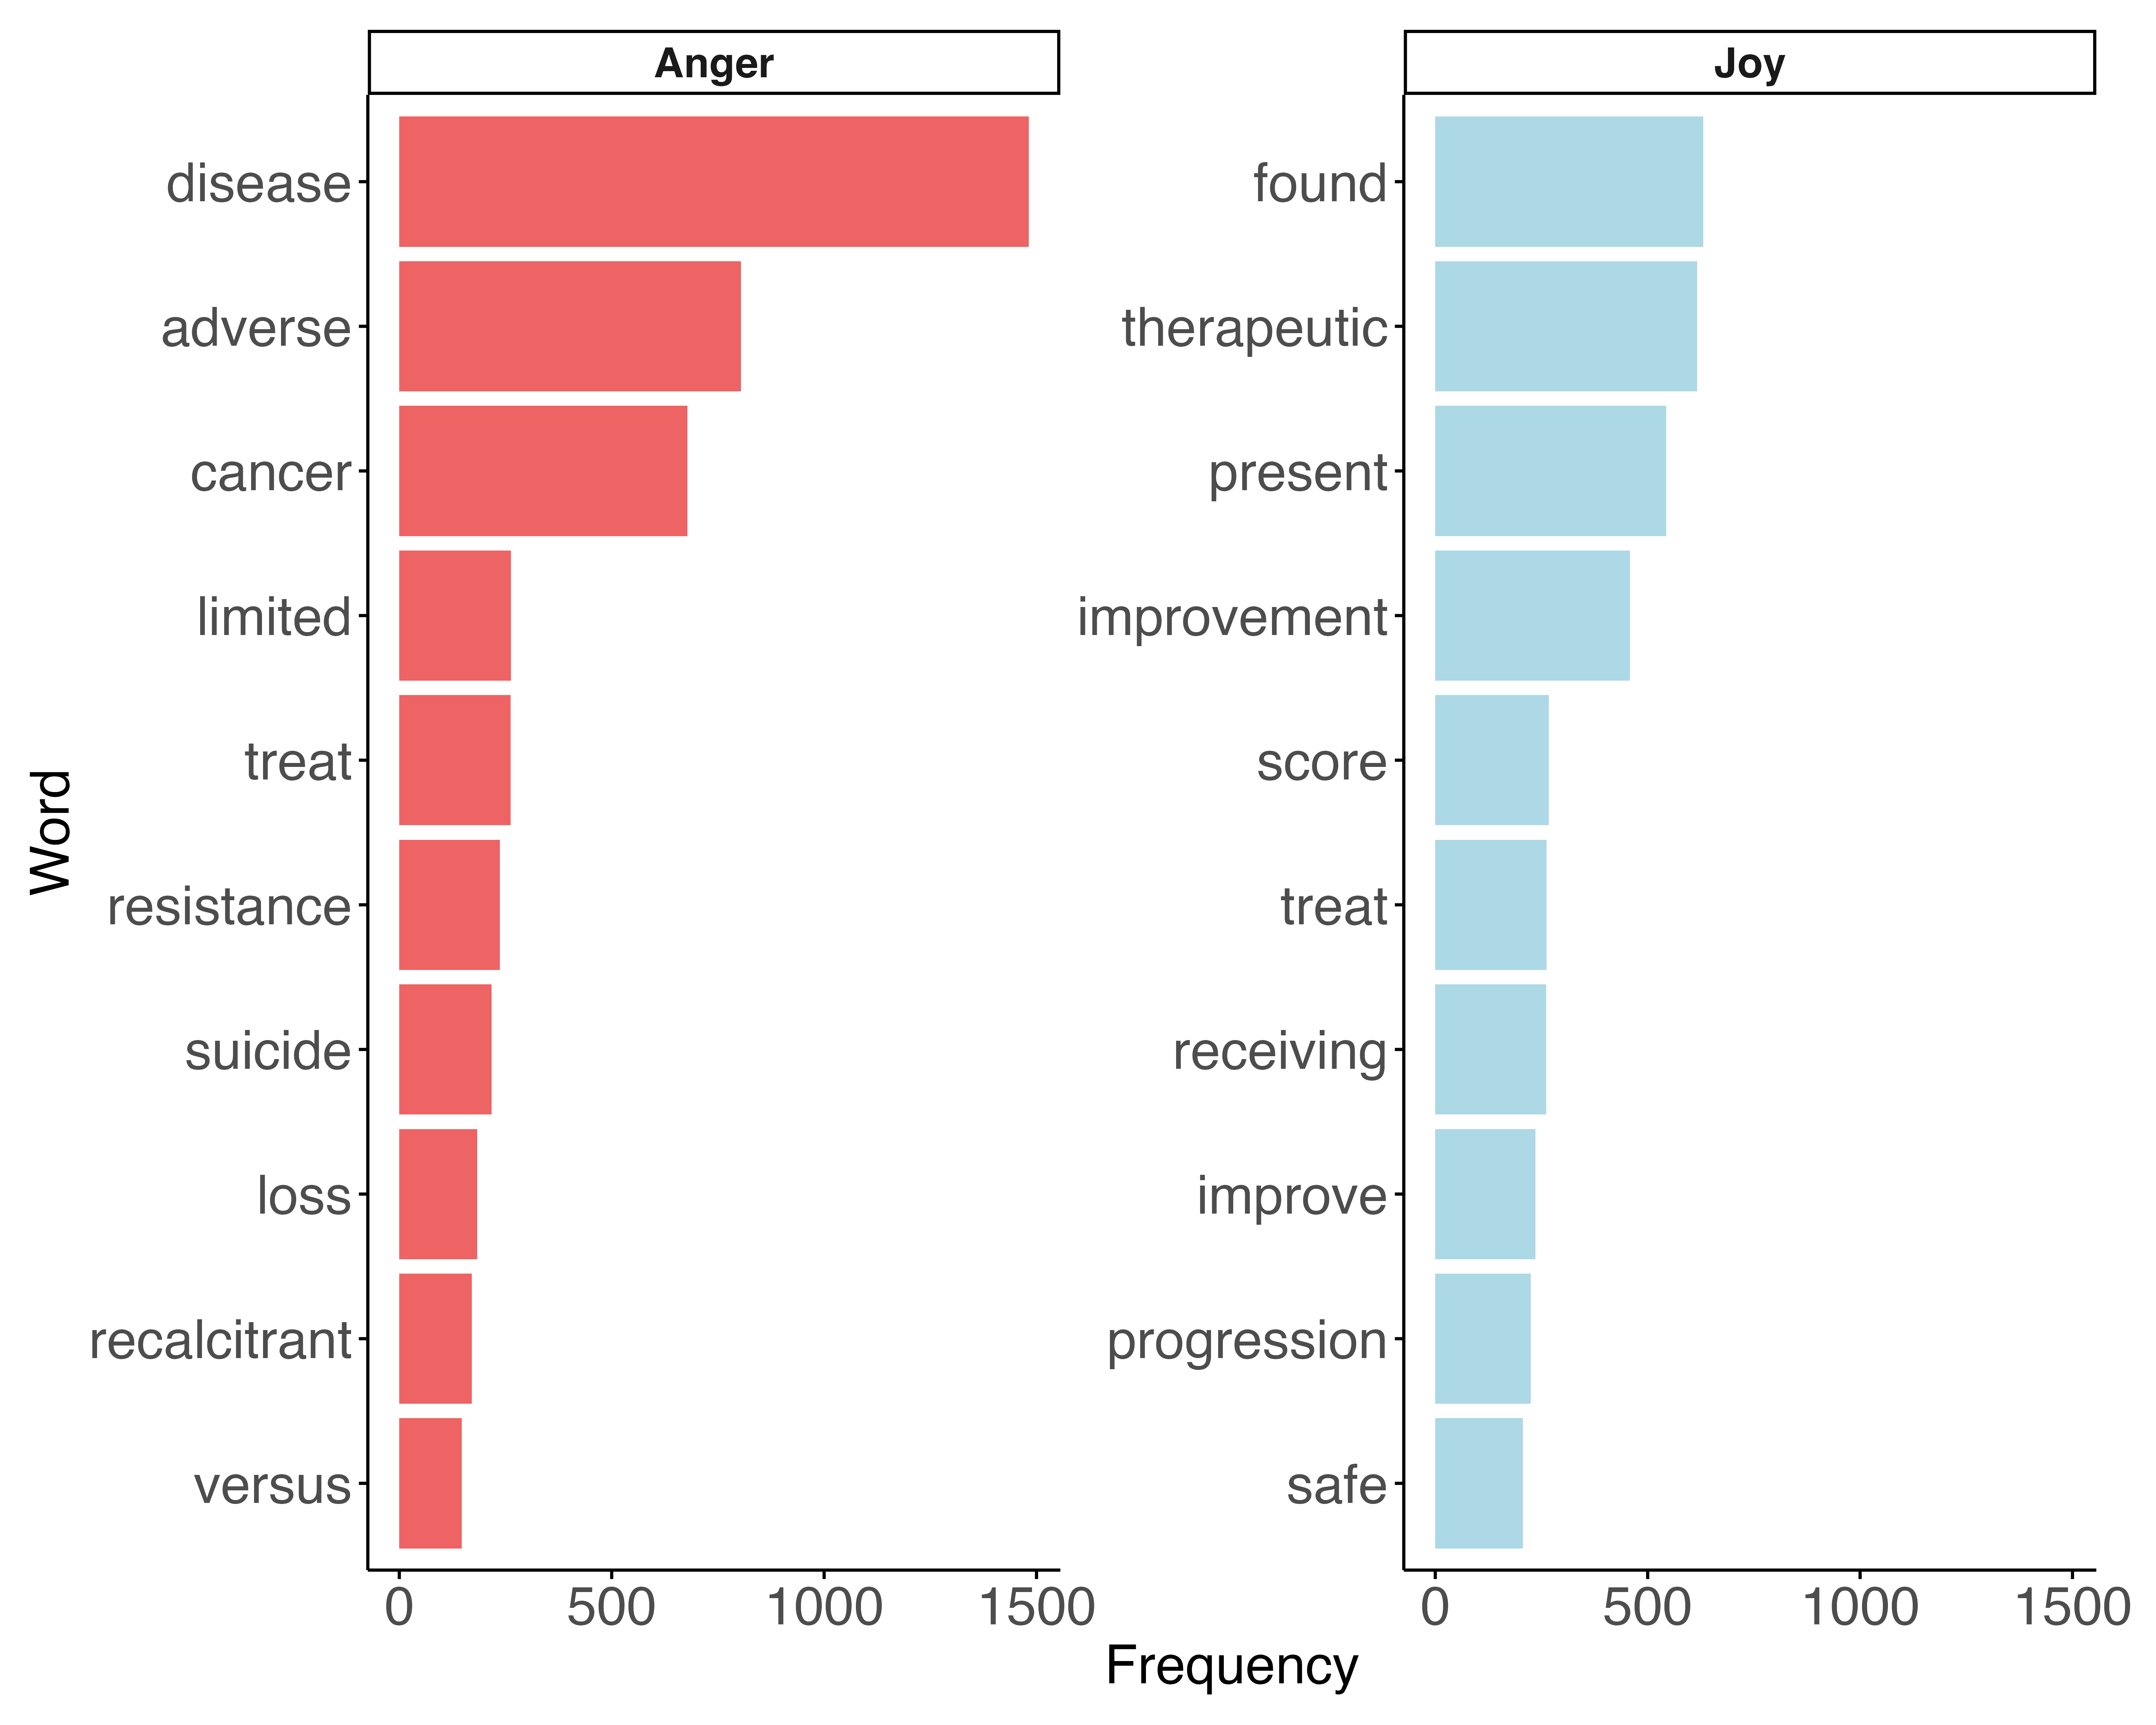 Anger
Joy
Word
disease
adverse
cancer
limited
treat
resistance
suicide
loss
recalcitrant
versus
0 500 1000 1500
found
therapeutic
present
improvement
score
treat
receiving
improve
progression
safe
0 500 1000 1500
Frequency